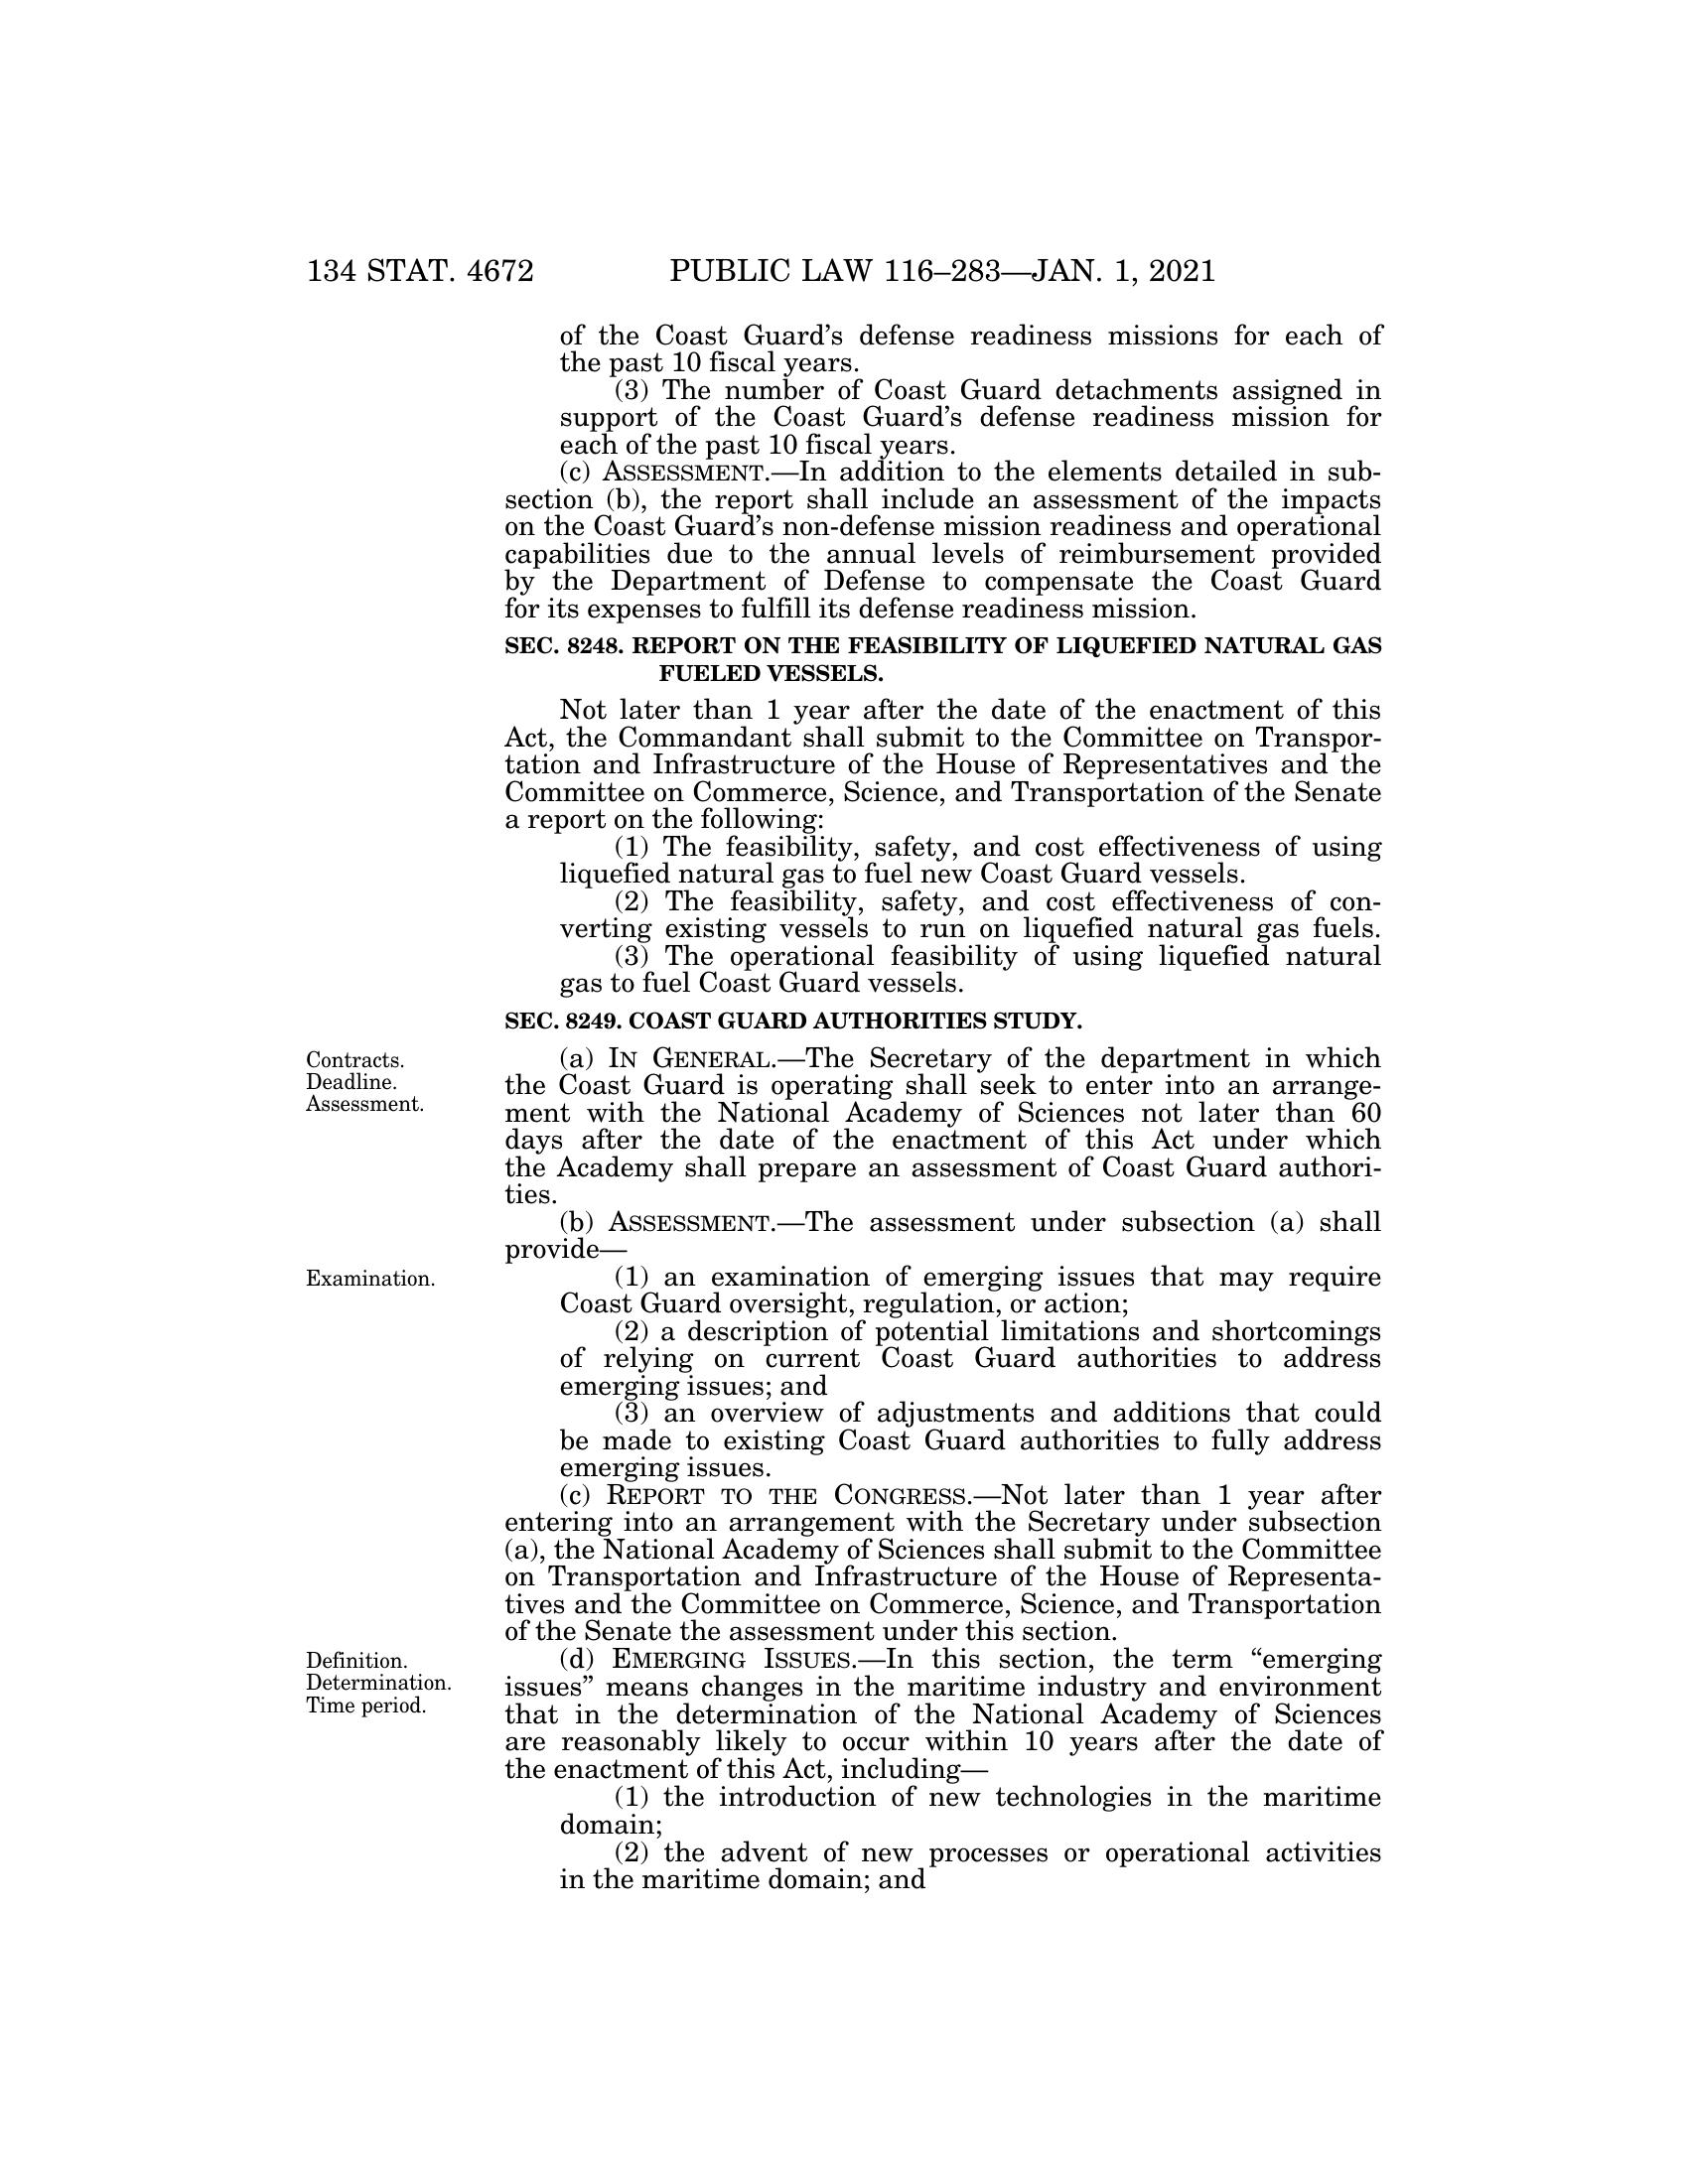 134 STAT. 4672 PUBLIC LAW 116–283—JAN. 1, 2021
of the Coast Guard’s defense readiness missions for each of
the past 10 fiscal years.
(3) The number of Coast Guard detachments assigned in
support of the Coast Guard’s defense readiness mission for
each of the past 10 fiscal years.
(c) ASSESSMENT.—In addition to the elements detailed in sub-
section (b), the report shall include an assessment of the impacts
on the Coast Guard’s non-defense mission readiness and operational
capabilities due to the annual levels of reimbursement provided
by the Department of Defense to compensate the Coast Guard
for its expenses to fulfill its defense readiness mission.
SEC. 8248. REPORT ON THE FEASIBILITY OF LIQUEFIED NATURAL GAS
FUELED VESSELS.
Not later than 1 year after the date of the enactment of this
Act, the Commandant shall submit to the Committee on Transpor-
tation and Infrastructure of the House of Representatives and the
Committee on Commerce, Science, and Transportation of the Senate
a report on the following:
(1) The feasibility, safety, and cost effectiveness of using
liquefied natural gas to fuel new Coast Guard vessels.
(2) The feasibility, safety, and cost effectiveness of con-
verting existing vessels to run on liquefied natural gas fuels.
(3) The operational feasibility of using liquefied natural
gas to fuel Coast Guard vessels.
SEC. 8249. COAST GUARD AUTHORITIES STUDY.
Contracts.
Deadline.
Assessment.
(a) IN GENERAL.—The Secretary of the department in which
the Coast Guard is operating shall seek to enter into an arrange-
ment with the National Academy of Sciences not later than 60
days after the date of the enactment of this Act under which
the Academy shall prepare an assessment of Coast Guard authori-
ties.
(b) ASSESSMENT.—The assessment under subsection (a) shall
provide—
Examination.
(1) an examination of emerging issues that may require
Coast Guard oversight, regulation, or action;
(2) a description of potential limitations and shortcomings
of relying on current Coast Guard authorities to address
emerging issues; and
(3) an overview of adjustments and additions that could
be made to existing Coast Guard authorities to fully address
emerging issues.
(c) REPORT TO THE CONGRESS.—Not later than 1 year after
entering into an arrangement with the Secretary under subsection
(a), the National Academy of Sciences shall submit to the Committee
on Transportation and Infrastructure of the House of Representa-
tives and the Committee on Commerce, Science, and Transportation
of the Senate the assessment under this section.
Definition.
Determination.
Time period.
(d) EMERGING ISSUES.—In this section, the term “emerging
issues” means changes in the maritime industry and environment
that in the determination of the National Academy of Sciences
are reasonably likely to occur within 10 years after the date of
the enactment of this Act, including—
(1) the introduction of new technologies in the maritime
domain;
(2) the advent of new processes or operational activities
in the maritime domain; and